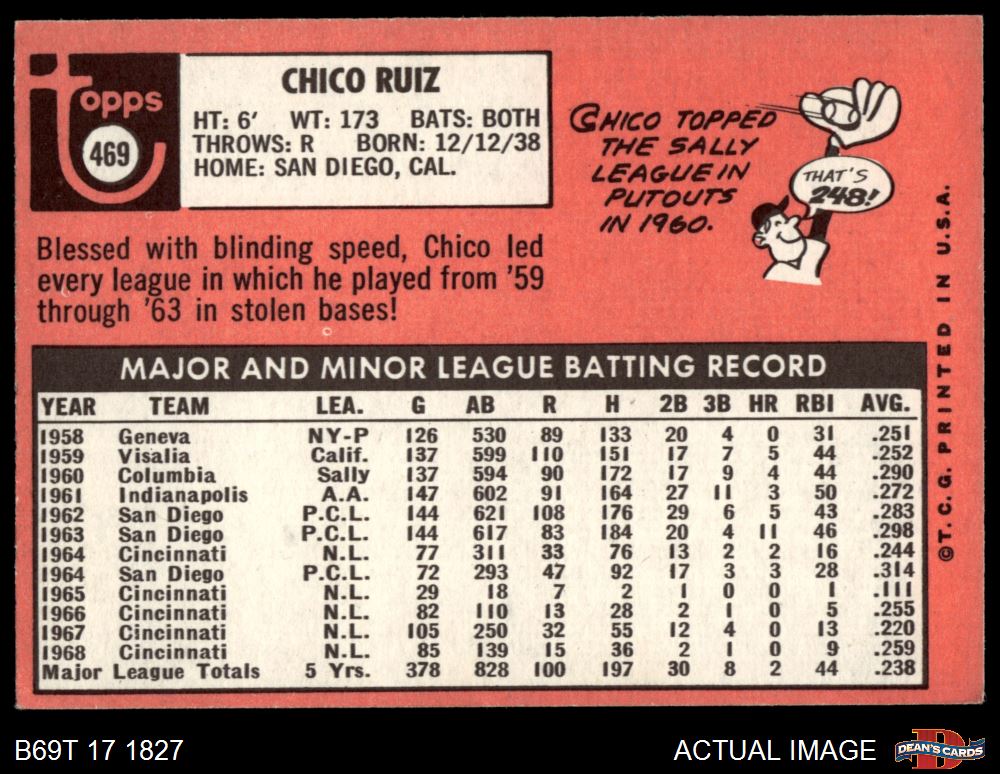 Topps
469
CHICO RUIZ
HT: 6' WT: 173 BATS: BOTH
THROWS: R BORN: 12/12/38
HOME: SAN DIEGO, CAL.
Blessed with blinding speed, Chico led
every league in which he played from '59
through '63 in stolen bases!
CHICO TOPPED
THE SALLY
LEAGUE IN
PUTOUTS
IN 1960.
THAT'S
248!
MAJOR AND MINOR LEAGUE BATTING RECORD
YEAR TEAM LEA. G AB R H 2B 3B HR RBI AVG.
1958 Geneva NY-P 126 530 89 133 20 4 0 31 .251
1959 Visalia Calif. 137 599 110 151 17 7 5 44 .252
1960 Columbia Sally 137 594 90 172 17 9 4 44 .290
1961 Indianapolis A.A. 147 602 91 164 27 11 3 50 .272
1962 San Diego P.C.L. 144 621 108 176 29 6 5 43 .283
1963 San Diego P.C.L. 144 617 83 184 20 4 11 46 .298
1964 Cincinnati N.L. 77 311 33 76 13 2 2 16 .244
1964 San Diego P.C.L. 72 293 47 92 17 3 3 28 .314
1965 Cincinnati N.L. 29 18 7 2 1 0 0 1 .111
1966 Cincinnati N.L. 82 110 13 28 2 1 0 5 .255
1967 Cincinnati N.L. 105 250 32 55 12 4 0 13 .220
1968 Cincinnati N.L. 85 139 15 36 2 1 0 9 .259
Major League Totals 5 Yrs. 378 828 100 197 30 8 2 44 .238
©T.C.G. PRINTED IN U.S.A.
B69T 17 1827
ACTUAL IMAGE
DEAN'S CARDS